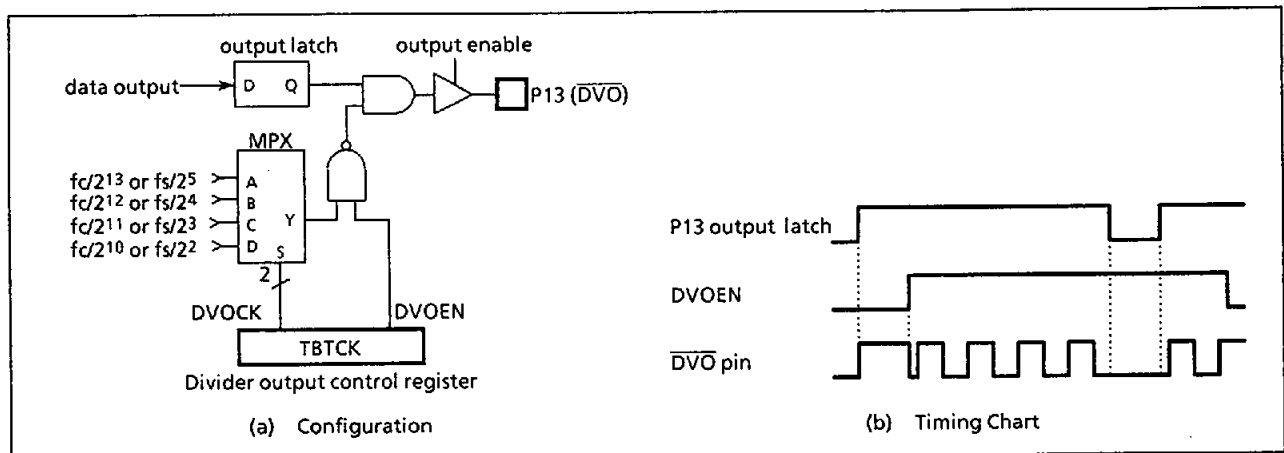 output latch
output enable
data output
D Q
P13 (DVO)
MPX
fc/2¹³ or fs/2⁵
A
fc/2¹² or fs/2⁴
B
fc/2¹¹ or fs/2³
C
Y
fc/2¹⁰ or fs/2²
D
S
2
DVOCK
DVOEN
TBTCK
Divider output control register
(a) Configuration
P13 output latch
DVOEN
DVO pin
(b) Timing Chart